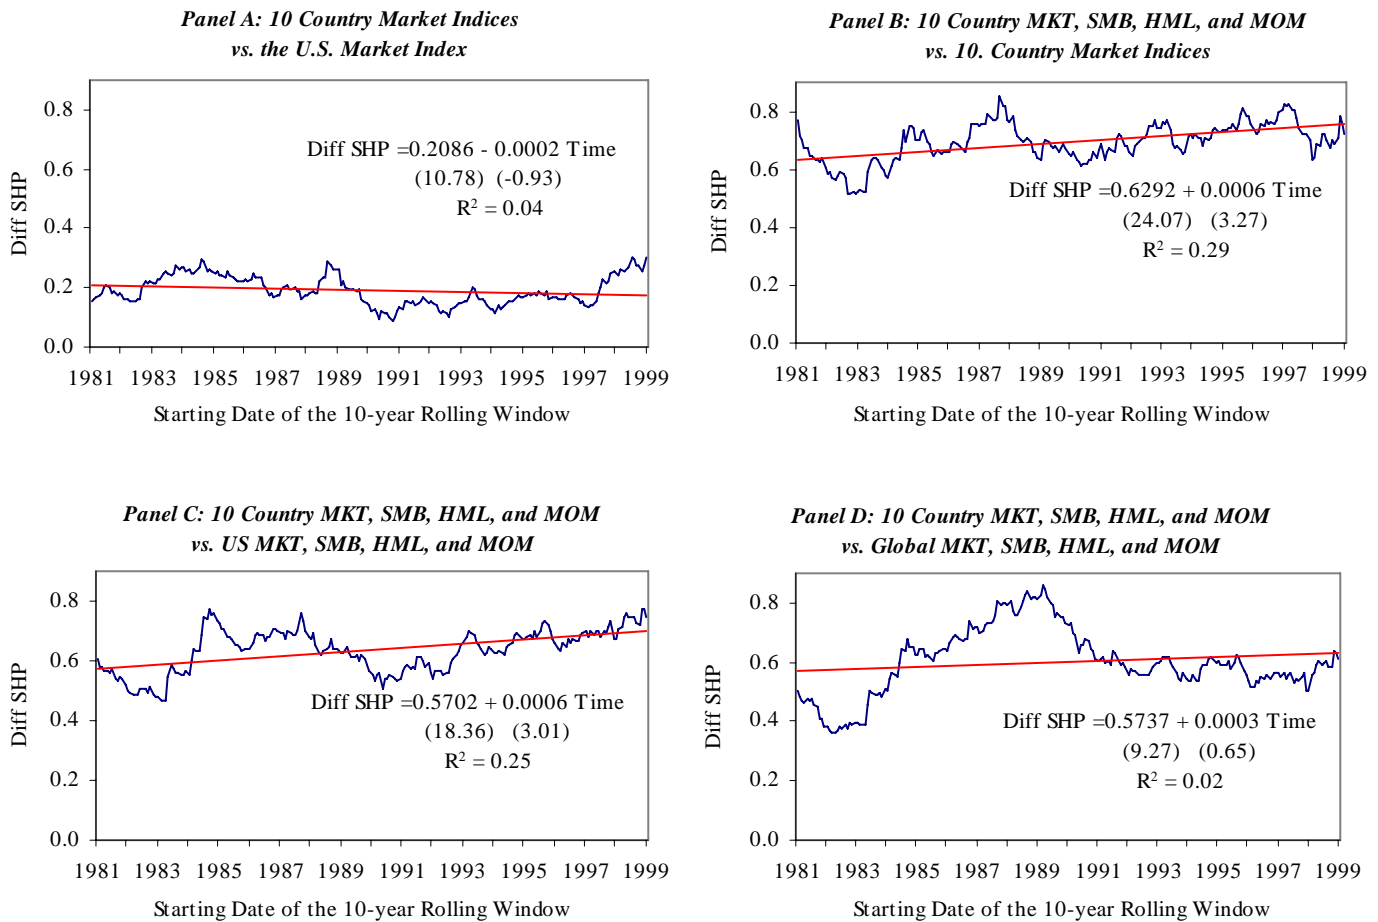 Panel A: 10 Country Market Indices
vs. the U.S. Market Index
0.8
0.6
0.4
0.2
0.0
Diff SHP
Diff SHP =0.2086 - 0.0002 Time
(10.78) (-0.93)
R² = 0.04
1981 1983 1985 1987 1989 1991 1993 1995 1997 1999
Starting Date of the 10-year Rolling Window
Panel B: 10 Country MKT, SMB, HML, and MOM
vs. 10. Country Market Indices
0.8
0.6
0.4
0.2
0.0
Diff SHP
Diff SHP =0.6292 + 0.0006 Time
(24.07) (3.27)
R² = 0.29
1981 1983 1985 1987 1989 1991 1993 1995 1997 1999
Starting Date of the 10-year Rolling Window
Panel C: 10 Country MKT, SMB, HML, and MOM
vs. US MKT, SMB, HML, and MOM
0.8
0.6
0.4
0.2
0.0
Diff SHP
Diff SHP =0.5702 + 0.0006 Time
(18.36) (3.01)
R² = 0.25
1981 1983 1985 1987 1989 1991 1993 1995 1997 1999
Starting Date of the 10-year Rolling Window
Panel D: 10 Country MKT, SMB, HML, and MOM
vs. Global MKT, SMB, HML, and MOM
0.8
0.6
0.4
0.2
0.0
Diff SHP
Diff SHP =0.5737 + 0.0003 Time
(9.27) (0.65)
R² = 0.02
1981 1983 1985 1987 1989 1991 1993 1995 1997 1999
Starting Date of the 10-year Rolling Window